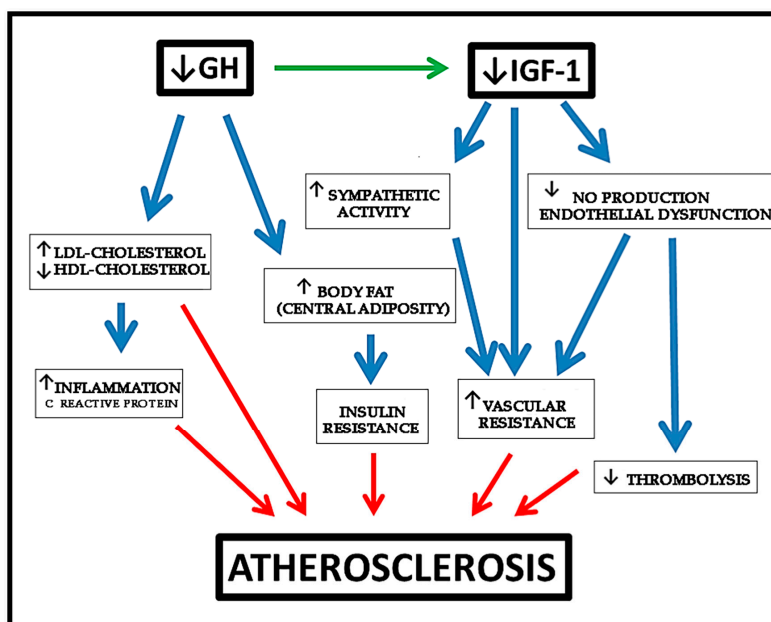 ↓GH
↓IGF-1
↑ SYMPATHETIC
ACTIVITY
↓ NO PRODUCTION
ENDOTHELIAL DYSFUNCTION
↑ LDL-CHOLESTEROL
↓ HDL-CHOLESTEROL
↑ BODY FAT
(CENTRAL ADIPOSITY)
↑ INFLAMMATION
C REACTIVE PROTEIN
INSULIN
RESISTANCE
↑ VASCULAR
RESISTANCE
↓ THROMBOLYSIS
ATHEROSCLEROSIS